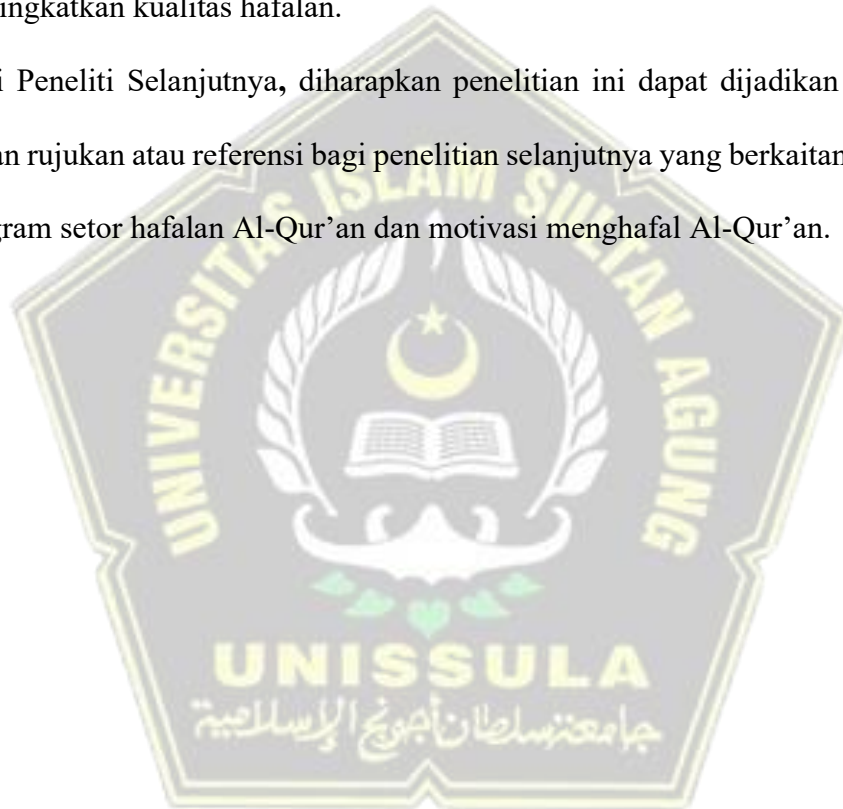 ingkatkan kualitas hafalan.
i Peneliti Selanjutnya, diharapkan penelitian ini dapat dijadikan
an rujukan atau referensi bagi penelitian selanjutnya yang berkaitan
gram setor hafalan Al-Qur’an dan motivasi menghafal Al-Qur’an.
UNIVERSITAS ISLAM SULTAN AGUNG
UNISSULA
جامعة سلطان أجونج الإسلامية